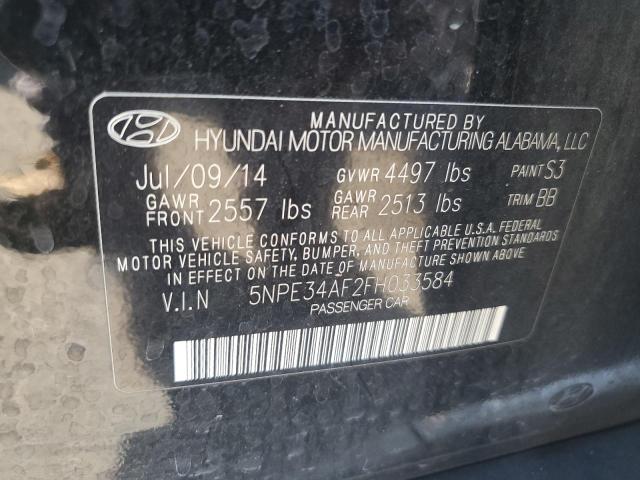 MANUFACTURED BY
HYUNDAI MOTOR MANUFACTURING ALABAMA, LLC
Jul/09/14 GVWR 4497 lbs PAINT S3
GAWR FRONT 2557 lbs GAWR REAR 2513 lbs TRIM BB
THIS VEHICLE CONFORMS TO ALL APPLICABLE U.S.A. FEDERAL
MOTOR VEHICLE SAFETY, BUMPER, AND THEFT PREVENTION STANDARDS
IN EFFECT ON THE DATE OF MANUFACTURE SHOWN ABOVE.
V.I.N 5NPE34AF2FH033584
PASSENGER CAR